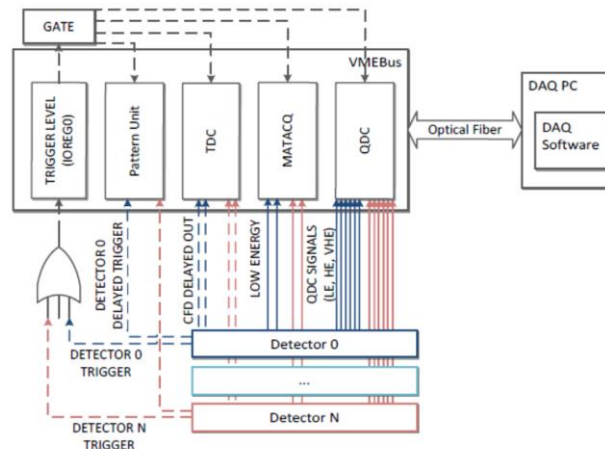 GATE
VMEBus
TRIGGER LEVEL
(IOREG0)
Pattern Unit
TDC
MATACQ
QDC
Optical Fiber
DAQ PC
DAQ
Software
DETECTOR 0
DELAYED TRIGGER
CFD DELAYED OUT
LOW ENERGY
QDC SIGNALS
(LE, HE, VHE)
Detector 0
DETECTOR 0
TRIGGER
...
Detector N
DETECTOR N
TRIGGER